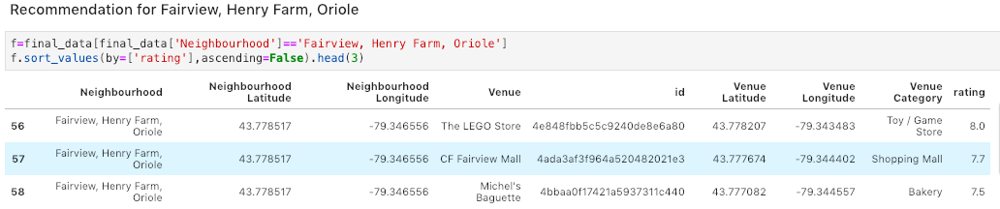 Recommendation for Fairview, Henry Farm, Oriole
f=final_data[final_data['Neighbourhood']=='Fairview, Henry Farm, Oriole']
f.sort_values(by=['rating'],ascending=False).head(3)
Neighbourhood Neighbourhood Latitude Neighbourhood Longitude Venue id Venue Latitude Venue Longitude Venue Category rating
56 Fairview, Henry Farm, Oriole 43.778517 -79.346556 The LEGO Store 4e848fbb5c5c9240de8e6a80 43.778207 -79.343483 Toy / Game Store 8.0
57 Fairview, Henry Farm, Oriole 43.778517 -79.346556 CF Fairview Mall 4ada3af3f964a520482021e3 43.777674 -79.344402 Shopping Mall 7.7
58 Fairview, Henry Farm, Oriole 43.778517 -79.346556 Michel's Baguette 4bbaa0f17421a5937311c440 43.777082 -79.344557 Bakery 7.5